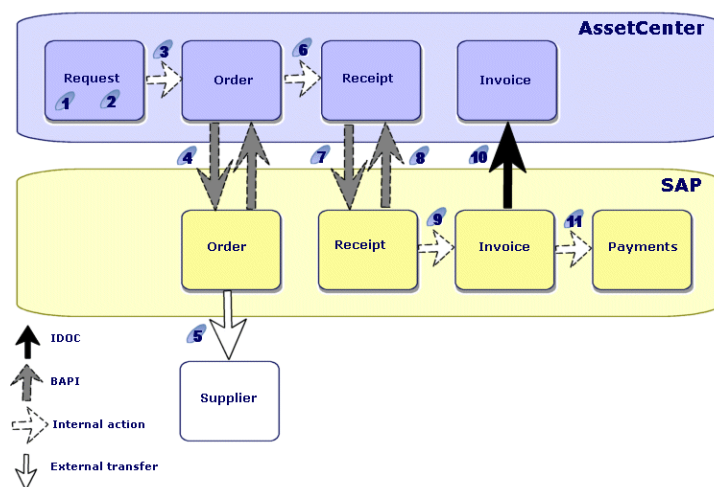 AssetCenter
3
6
Request
Order
Receipt
Invoice
1
2
4
7
8
10
SAP
9
11
Order
Receipt
Invoice
Payments
5
IDOC
BAPI
Supplier
Internal action
External transfer